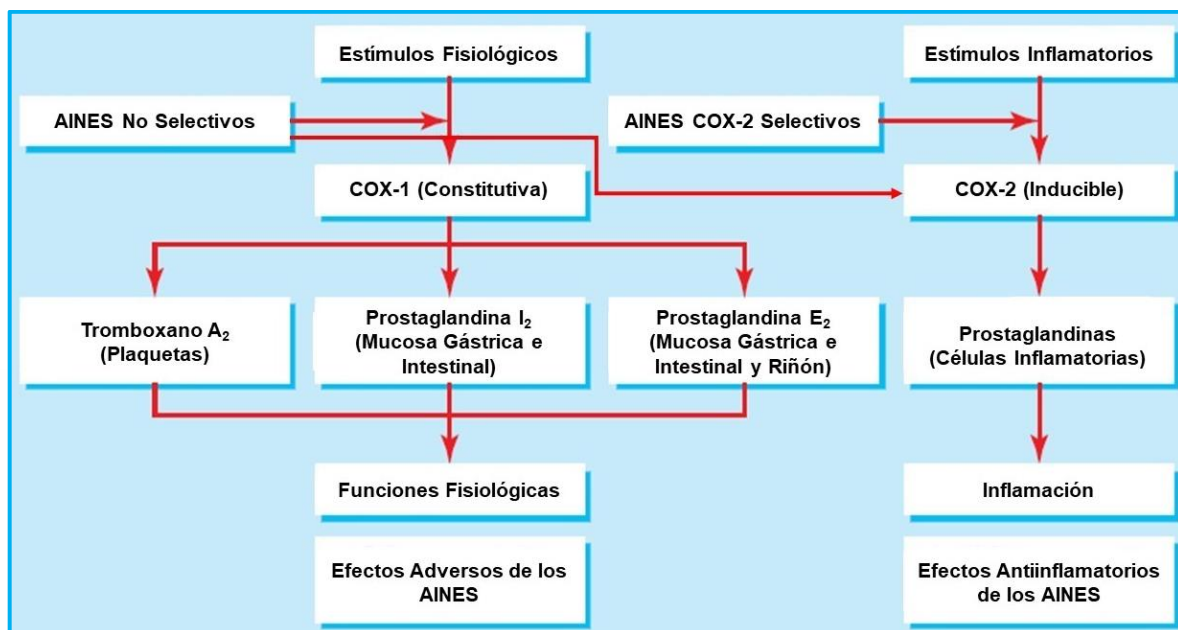 Estímulos Fisiológicos
Estímulos Inflamatorios
AINES No Selectivos
AINES COX-2 Selectivos
COX-1 (Constitutiva)
COX-2 (Inducible)
Tromboxano A₂
(Plaquetas)
Prostaglandina I₂
(Mucosa Gástrica e
Intestinal)
Prostaglandina E₂
(Mucosa Gástrica e
Intestinal y Riñón)
Prostaglandinas
(Células Inflamatorias)
Funciones Fisiológicas
Inflamación
Efectos Adversos de los
AINES
Efectos Antiinflamatorios
de los AINES